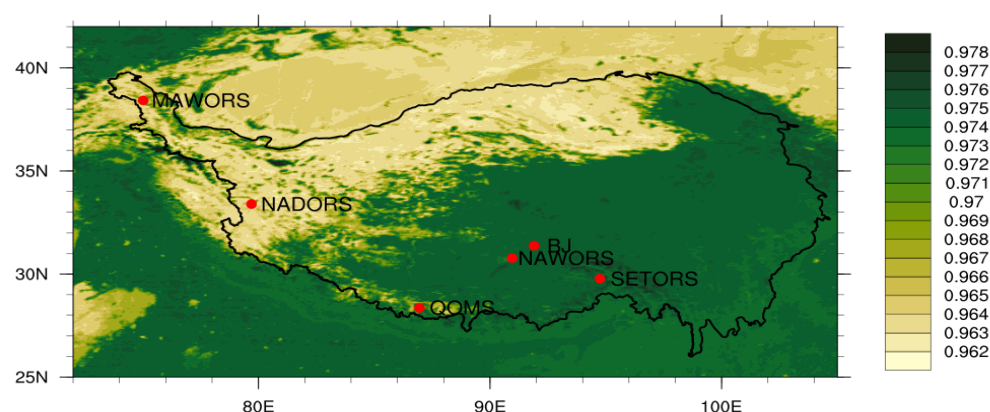 40N
35N
30N
25N
80E
90E
100E
MAWORS
NADORS
BJ
NAWORS
SETORS
QOMS
0.978
0.977
0.976
0.975
0.974
0.973
0.972
0.971
0.97
0.969
0.968
0.967
0.966
0.965
0.964
0.963
0.962